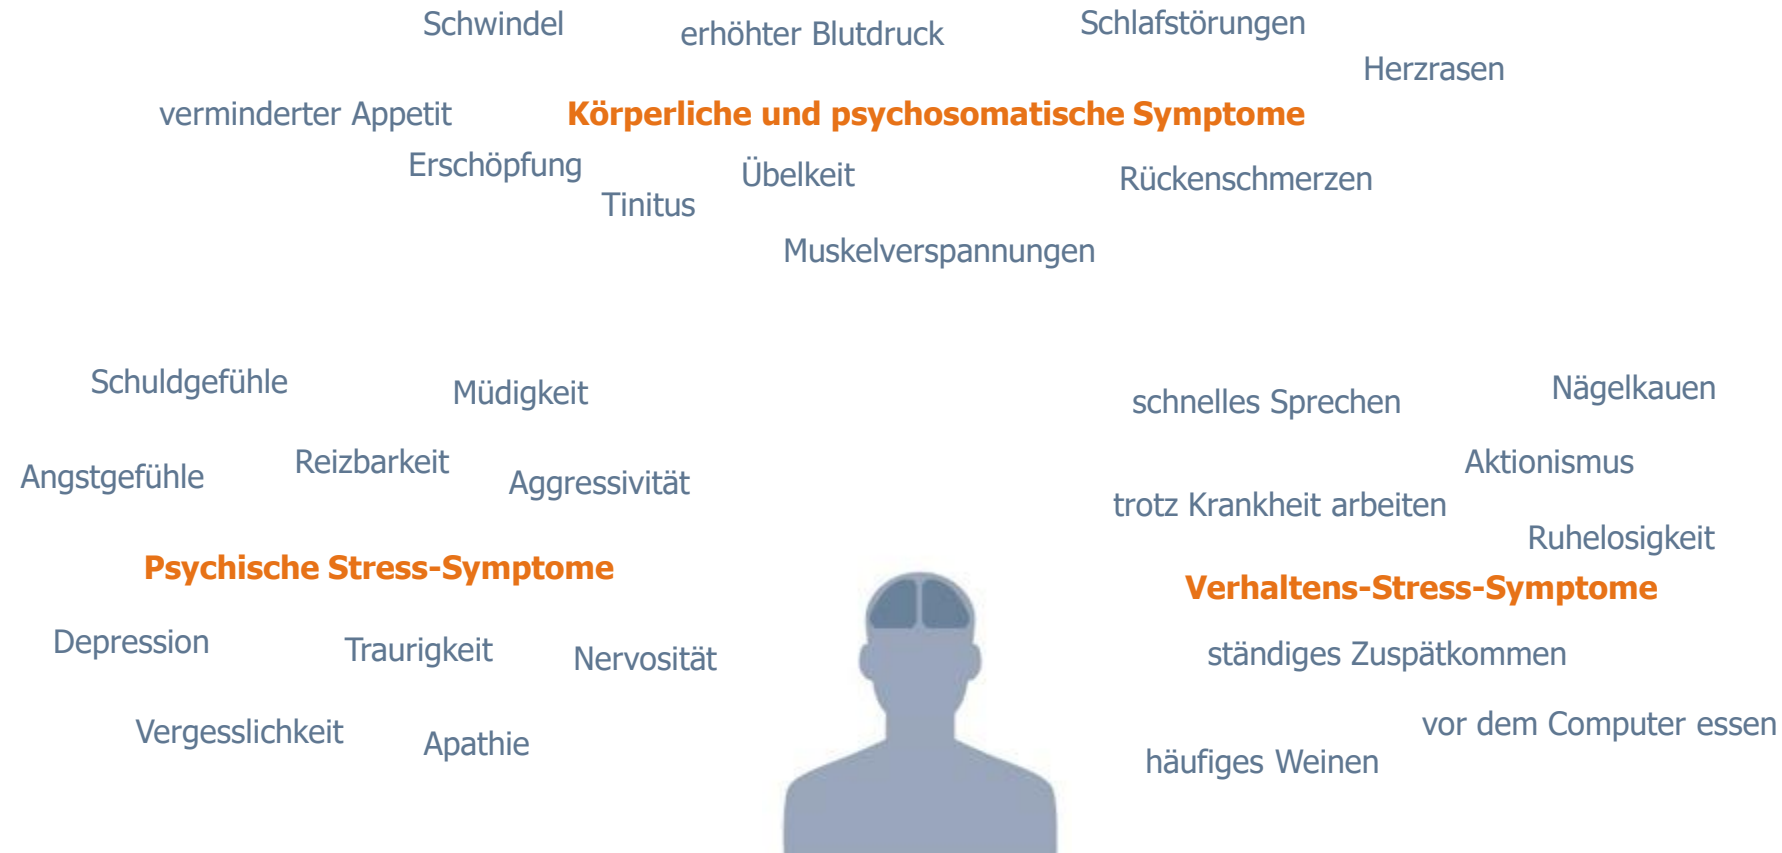 Schwindel
erhöhter Blutdruck
Schlafstörungen
Herzrasen
verminderter Appetit
Körperliche und psychosomatische Symptome
Erschöpfung
Übelkeit
Rückenschmerzen
Tinitus
Muskelverspannungen
Schuldgefühle
Müdigkeit
Angstgefühle
Reizbarkeit
Aggressivität
Psychische Stress-Symptome
Depression
Traurigkeit
Nervosität
Vergesslichkeit
Apathie
schnelles Sprechen
Nägelkauen
Aktionismus
trotz Krankheit arbeiten
Ruhelosigkeit
Verhaltens-Stress-Symptome
ständiges Zuspätkommen
vor dem Computer essen
häufiges Weinen